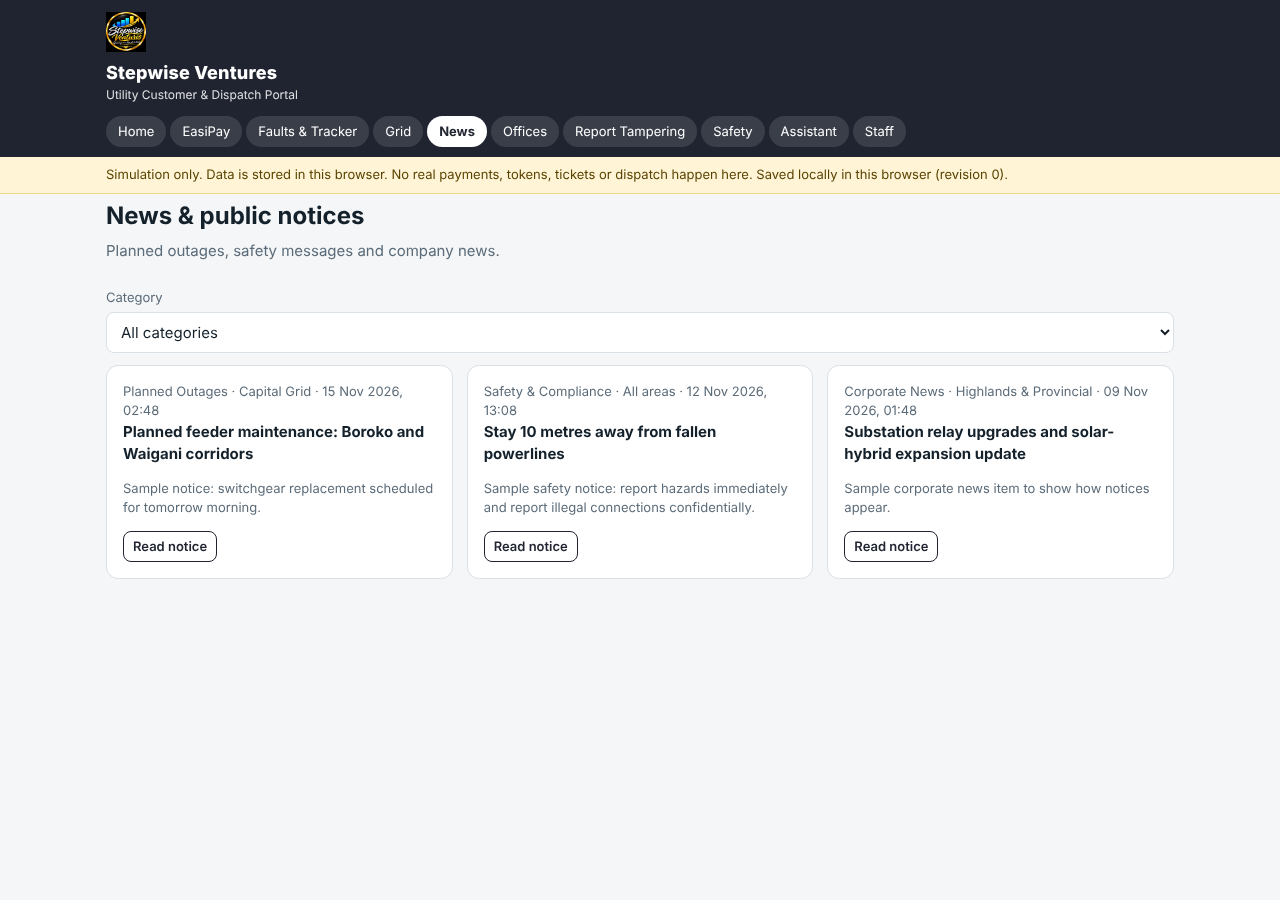 Stepwise
Ventures
Stepwise Ventures
Utility Customer & Dispatch Portal
Home
EasiPay
Faults & Tracker
Grid
News
Offices
Report Tampering
Safety
Assistant
Staff
Simulation only. Data is stored in this browser. No real payments, tokens, tickets or dispatch happen here. Saved locally in this browser (revision 0).
News & public notices
Planned outages, safety messages and company news.
Category
All categories
Planned Outages · Capital Grid · 15 Nov 2026,
02:48
Planned feeder maintenance: Boroko and
Waigani corridors
Sample notice: switchgear replacement scheduled
for tomorrow morning.
Read notice
Safety & Compliance · All areas · 12 Nov 2026,
13:08
Stay 10 metres away from fallen
powerlines
Sample safety notice: report hazards immediately
and report illegal connections confidentially.
Read notice
Corporate News · Highlands & Provincial · 09 Nov
2026, 01:48
Substation relay upgrades and solar-
hybrid expansion update
Sample corporate news item to show how notices
appear.
Read notice